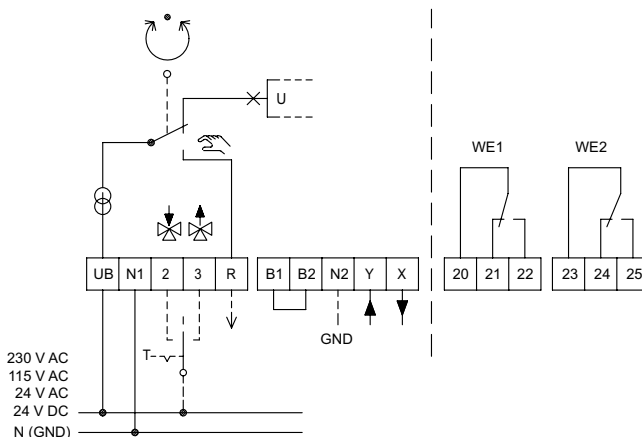 U
WE1 WE2
UB N1 2 3 R B1 B2 N2 Y X 20 21 22 23 24 25
GND
T
230 V AC
115 V AC
24 V AC
24 V DC
N (GND)